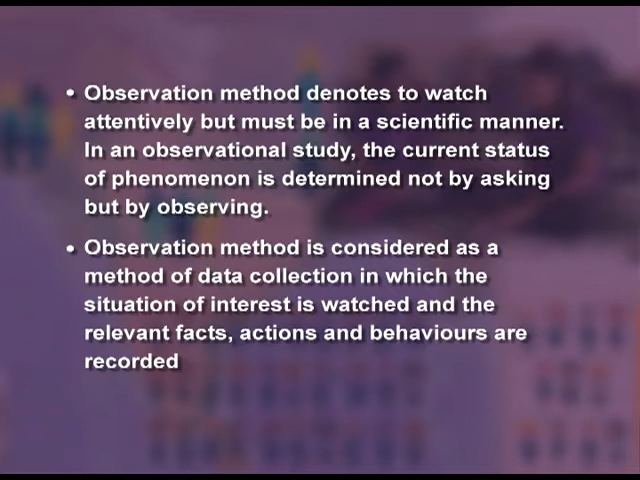 • Observation method denotes to watch
attentively but must be in a scientific manner.
In an observational study, the current status
of phenomenon is determined not by asking
but by observing.
• Observation method is considered as a
method of data collection in which the
situation of interest is watched and the
relevant facts, actions and behaviours are
recorded